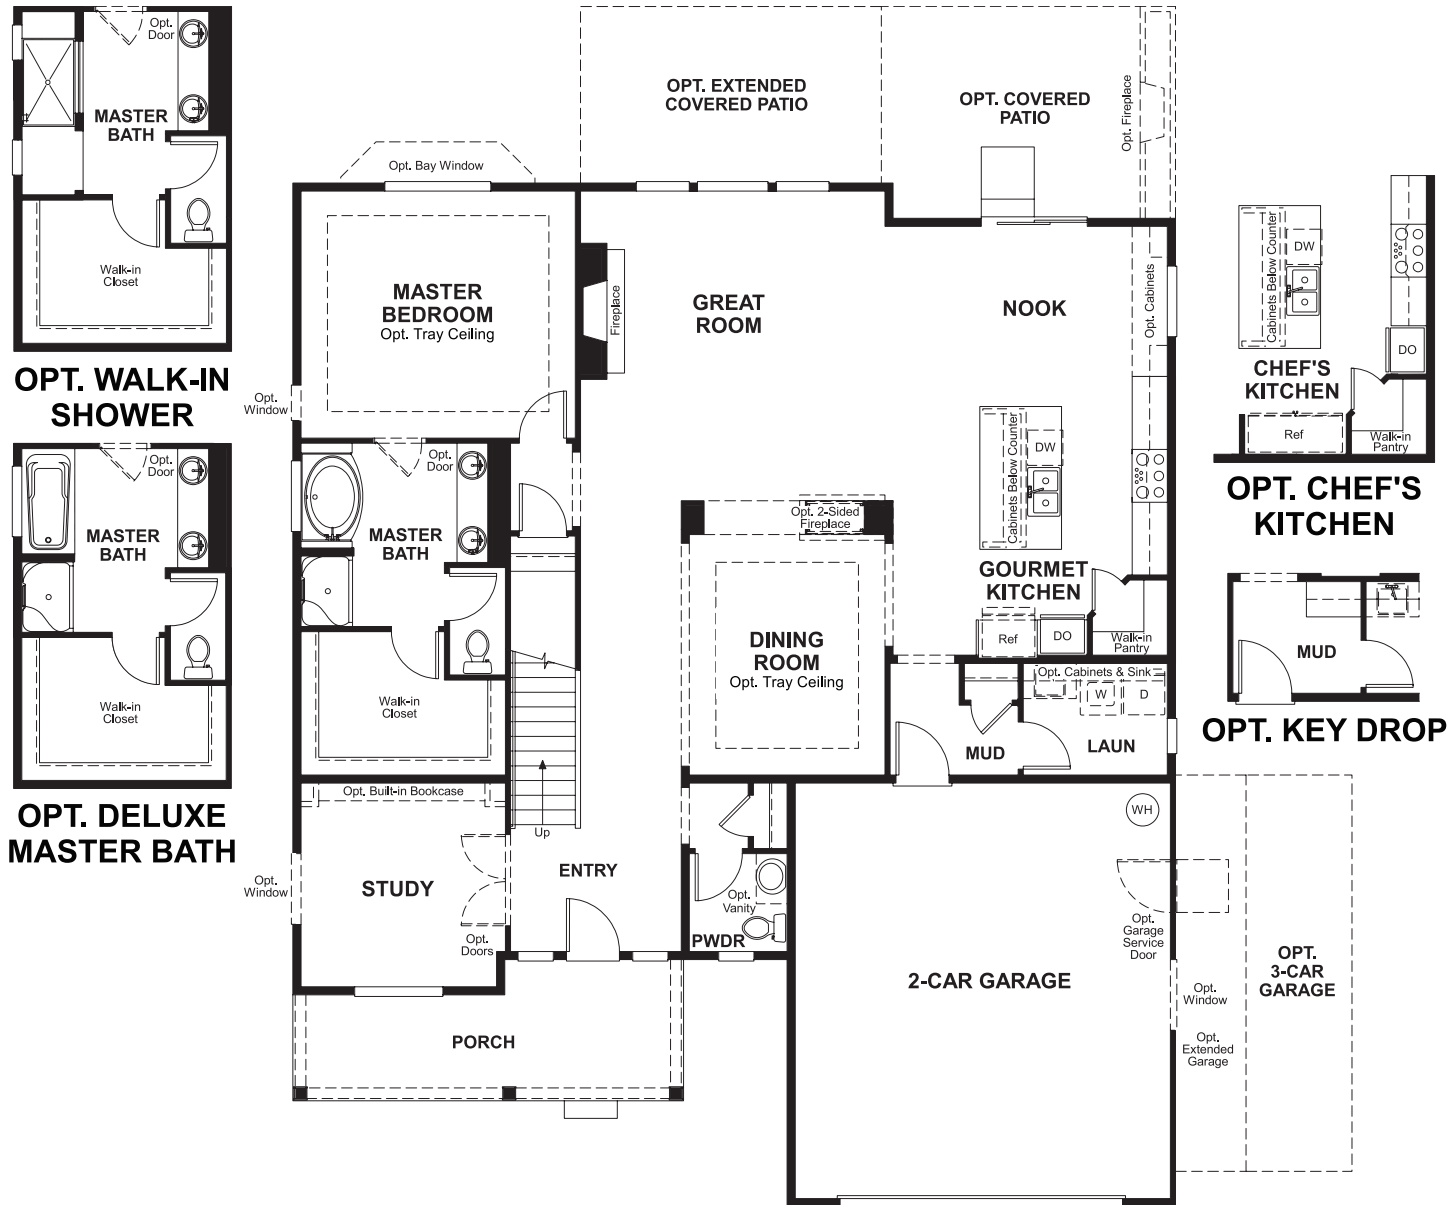 Opt.
Door
MASTER
BATH
Walk-in
Closet
OPT. WALK-IN
SHOWER
Opt.
Door
MASTER
BATH
Walk-in
Closet
OPT. DELUXE
MASTER BATH
OPT. EXTENDED
COVERED PATIO
OPT. COVERED
PATIO
Opt. Fireplace
Opt. Bay Window
MASTER
BEDROOM
Opt. Tray Ceiling
Fireplace
GREAT
ROOM
NOOK
Opt. Cabinets
Opt.
Window
Opt.
Door
MASTER
BATH
Walk-in
Closet
Opt. 2-Sided
Fireplace
DW
Cabinets Below Counter
GOURMET
KITCHEN
Ref
DO
Walk-in
Pantry
DINING
ROOM
Opt. Tray Ceiling
Opt. Cabinets & Sink
W
D
MUD
LAUN
Up
Opt. Built-in Bookcase
Opt.
Window
STUDY
Opt.
Doors
ENTRY
Opt.
Vanity
PWDR
PORCH
WH
2-CAR GARAGE
Opt.
Garage
Service
Door
Opt.
Window
Opt.
Extended
Garage
OPT.
3-CAR
GARAGE
DW
Cabinets Below Counter
DO
CHEF'S
KITCHEN
Ref
Walk-in
Pantry
OPT. CHEF'S
KITCHEN
MUD
OPT. KEY DROP